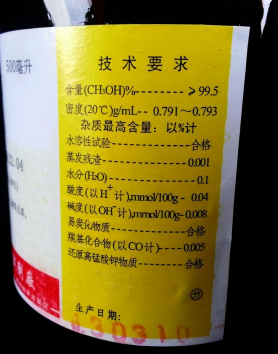 500毫升
技术要求
含量(CH₃OH)%--------≥99.5
密度(20℃)g/mL-- 0.791～0.793
杂质最高含量：以%计
水溶性试验----------合格
蒸发残渣-----------0.001
水分(H₂O)----------0.1
酸度(以H⁺计),mmol/100g- 0.04
碱度(以OH⁻计),mmol/100g-0.008
易炭化物质---------合格
羰基化合物(以CO计)----0.005
还原高锰酸钾物质------合格
生产日期:
130310